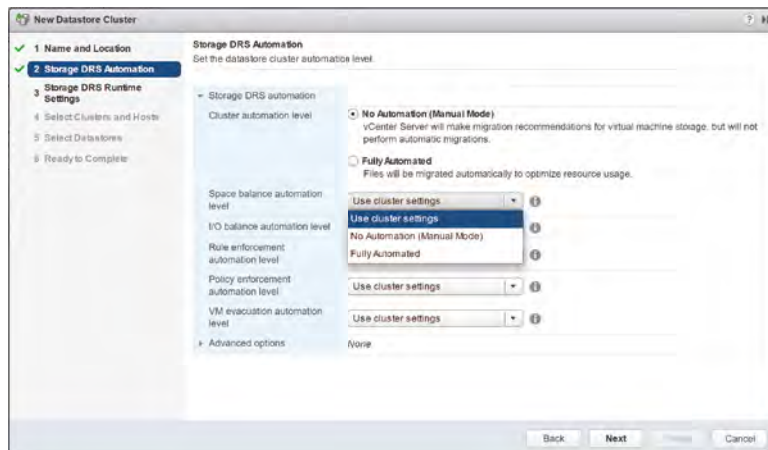 New Datastore Cluster
1 Name and Location
2 Storage DRS Automation
3 Storage DRS Runtime
Settings
4 Select Clusters and Hosts
5 Select Datastores
6 Ready to Complete
Storage DRS Automation
Set the datastore cluster automation level.
Storage DRS automation
Cluster automation level
No Automation (Manual Mode)
vCenter Server will make migration recommendations for virtual machine storage, but will not
perform automatic migrations.
Fully Automated
Files will be migrated automatically to optimize resource usage.
Space balance automation
level
Use cluster settings
Use cluster settings
No Automation (Manual Mode)
Fully Automated
I/O balance automation level
Rule enforcement
automation level
Policy enforcement
automation level
Use cluster settings
VM evacuation automation
level
Use cluster settings
Advanced options
None
Back
Next
Cancel